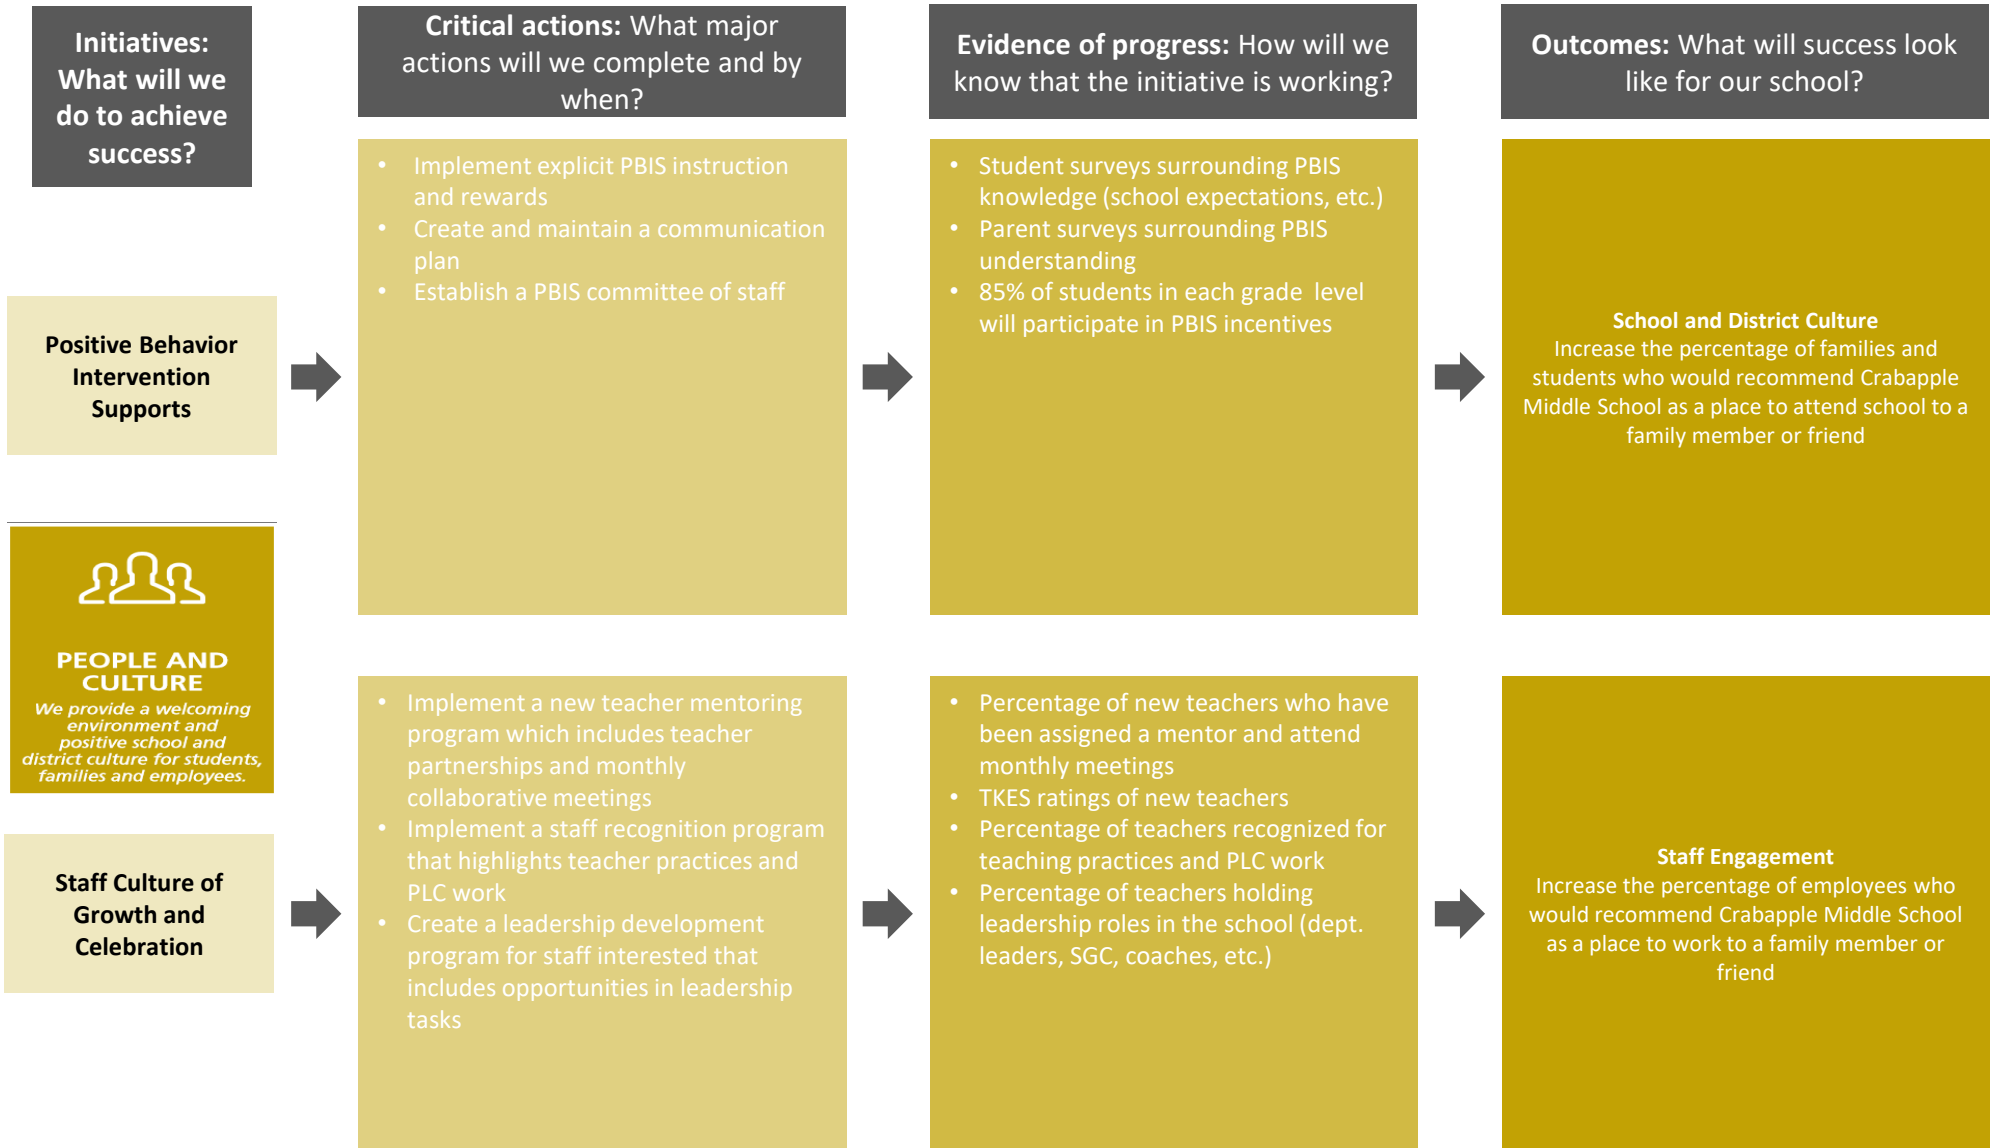 Initiatives:
What will we
do to achieve
success?
Critical actions: What major
actions will we complete and by
when?
Evidence of progress: How will we
know that the initiative is working?
Outcomes: What will success look
like for our school?
Positive Behavior
Intervention
Supports
• Implement explicit PBIS instruction
and rewards
• Create and maintain a communication
plan
• Establish a PBIS committee of staff
• Student surveys surrounding PBIS
knowledge (school expectations, etc.)
• Parent surveys surrounding PBIS
understanding
• 85% of students in each grade level
will participate in PBIS incentives
School and District Culture
Increase the percentage of families and
students who would recommend Crabapple
Middle School as a place to attend school to a
family member or friend
PEOPLE AND
CULTURE
We provide a welcoming
environment and
positive school and
district culture for students,
families and employees.
Staff Culture of
Growth and
Celebration
• Implement a new teacher mentoring
program which includes teacher
partnerships and monthly
collaborative meetings
• Implement a staff recognition program
that highlights teacher practices and
PLC work
• Create a leadership development
program for staff interested that
includes opportunities in leadership
tasks
• Percentage of new teachers who have
been assigned a mentor and attend
monthly meetings
• TKES ratings of new teachers
• Percentage of teachers recognized for
teaching practices and PLC work
• Percentage of teachers holding
leadership roles in the school (dept.
leaders, SGC, coaches, etc.)
Staff Engagement
Increase the percentage of employees who
would recommend Crabapple Middle School
as a place to work to a family member or
friend